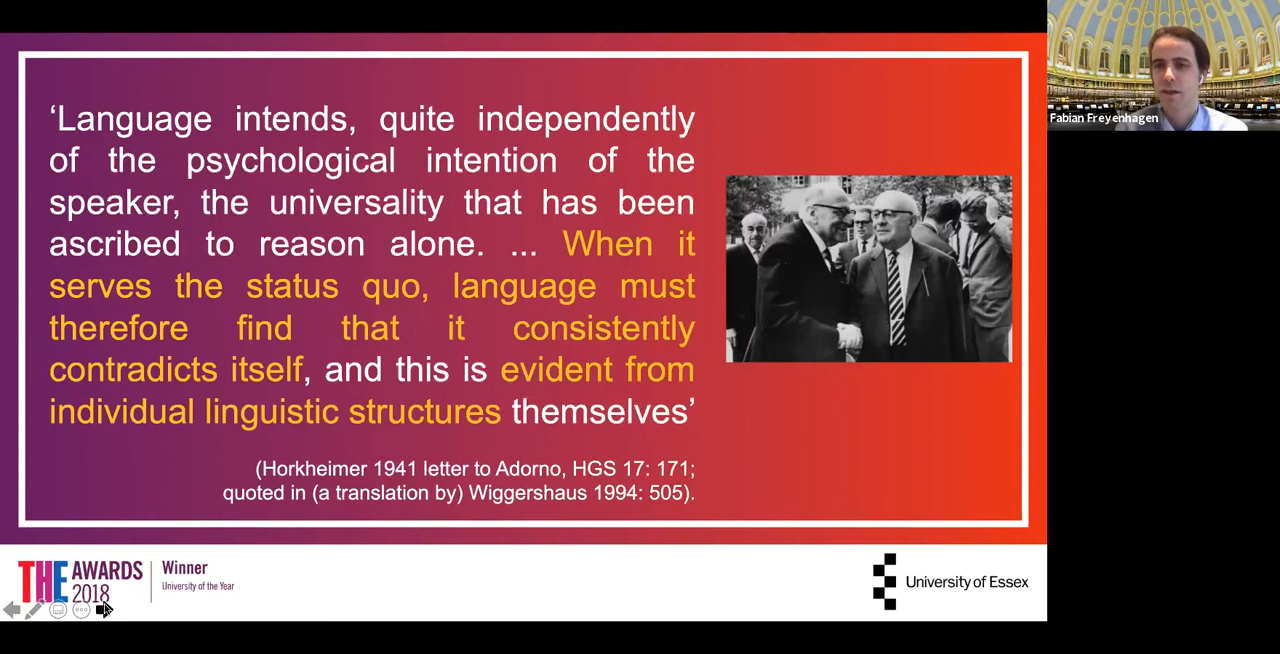 ‘Language intends, quite independently
of the psychological intention of the
speaker, the universality that has been
ascribed to reason alone. ... When it
serves the status quo, language must
therefore find that it consistently
contradicts itself, and this is evident from
individual linguistic structures themselves’
(Horkheimer 1941 letter to Adorno, HGS 17: 171;
quoted in (a translation by) Wiggershaus 1994: 505).
Fabian Freyenhagen
THE AWARDS
2018
Winner
University of the Year
University of Essex